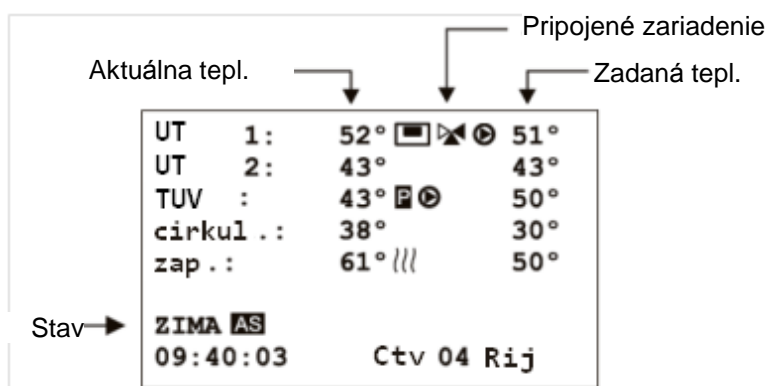 Pripojené zariadenie
Aktuálna tepl.
Zadaná tepl.
UT 1: 52° 51°
UT 2: 43° 43°
TUV : 43° P 50°
cirkul.: 38° 30°
zap.: 61° 50°
Stav
ZIMA AS
09:40:03 Ctv 04 Rij